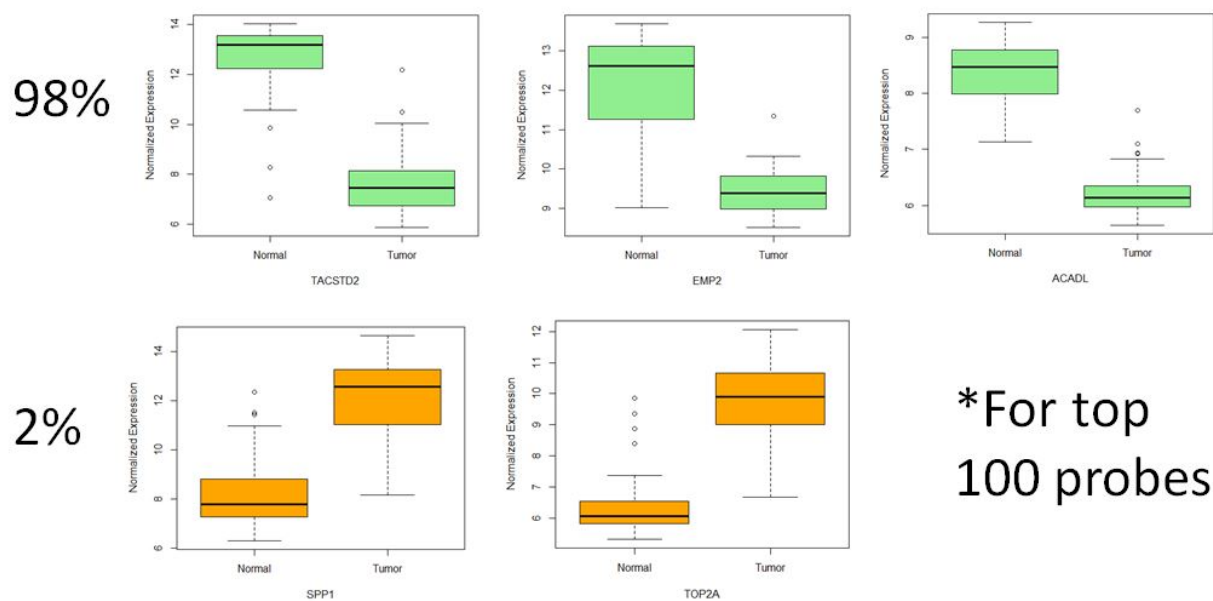 98%
Normalized Expression
14
12
10
8
6
Normal Tumor
TACSTD2
Normalized Expression
13
12
11
10
9
Normal Tumor
EMP2
Normalized Expression
9
8
7
6
Normal Tumor
ACADL
2%
Normalized Expression
14
12
10
8
6
Normal Tumor
SPP1
Normalized Expression
12
11
10
9
8
7
6
Normal Tumor
TOP2A
*For top
100 probes